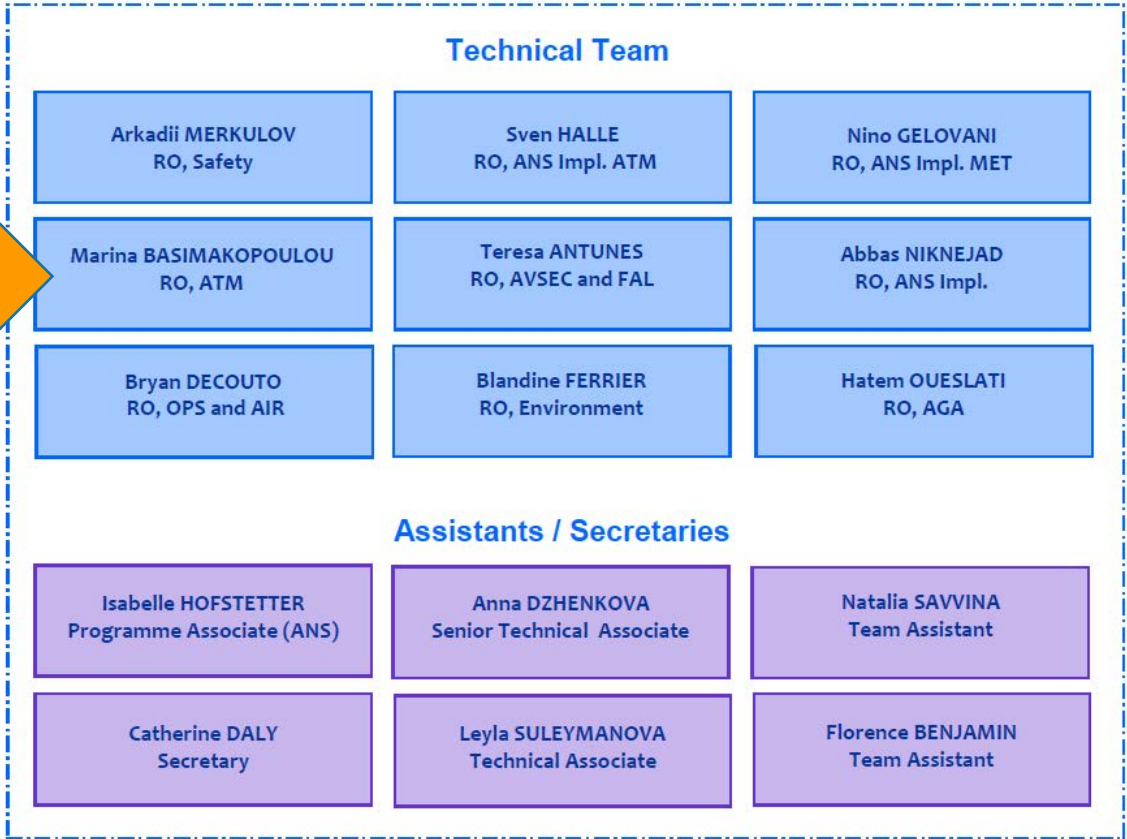 Technical Team
Arkadii MERKULOV
RO, Safety
Sven HALLE
RO, ANS Impl. ATM
Nino GELOVANI
RO, ANS Impl. MET
Marina BASIMAKOPOULOU
RO, ATM
Teresa ANTUNES
RO, AVSEC and FAL
Abbas NIKNEJAD
RO, ANS Impl.
Bryan DECOUTO
RO, OPS and AIR
Blandine FERRIER
RO, Environment
Hatem OUESLATI
RO, AGA
Assistants / Secretaries
Isabelle HOFSTETTER
Programme Associate (ANS)
Anna DZHENKOVA
Senior Technical Associate
Natalia SAVVINA
Team Assistant
Catherine DALY
Secretary
Leyla SULEYMANOVA
Technical Associate
Florence BENJAMIN
Team Assistant